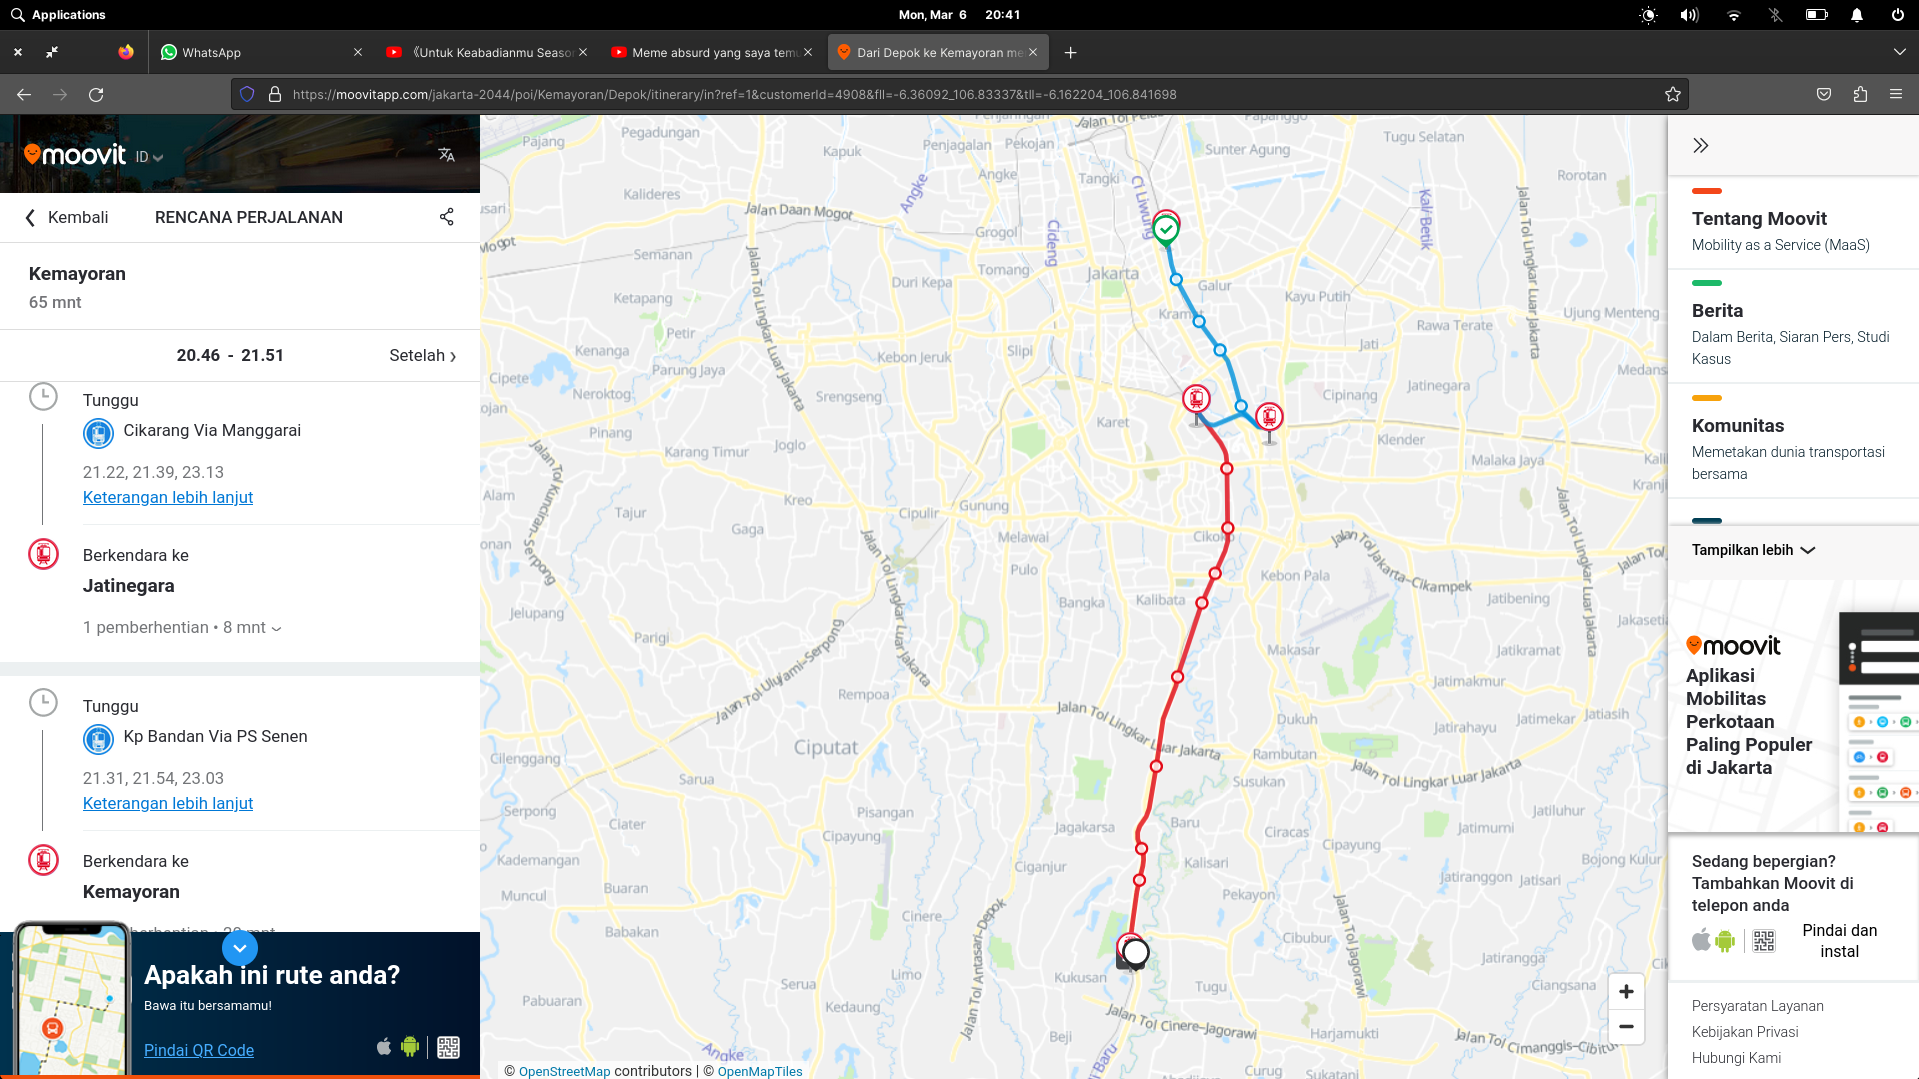 Applications
Mon, Mar 6 20:41
WhatsApp
《Untuk Keabadianmu Seaso
Meme absurd yang saya temu
Dari Depok ke Kemayoran me
https://moovitapp.com/jakarta-2044/poi/Kemayoran/Depok/itinerary/in?ref=1&customerId=4908&fll=-6.36092_106.83337&tll=-6.162204_106.841698
moovit ID
Kembali
RENCANA PERJALANAN
Kemayoran
65 mnt
20.46 - 21.51
Setelah
Tunggu
Cikarang Via Manggarai
21.22, 21.39, 23.13
Keterangan lebih lanjut
Berkendara ke
Jatinegara
1 pemberhentian • 8 mnt
Tunggu
Kp Bandan Via PS Senen
21.31, 21.54, 23.03
Keterangan lebih lanjut
Berkendara ke
Kemayoran
Apakah ini rute anda?
Bawa itu bersamamu!
Pindai QR Code
Pajang
Pegadungan
Kapuk
Penjagalan
Pekojan
Papanggo
Tugu Selatan
Sunter Agung
Rorotan
Kalideres
Angke
Angke
Tangki
Ci Liwung
Kali Betik
Jalan Daan Mogot
Grogol
Cideng
Semanan
Tomang
Jakarta
Duri Kepa
Galur
Kayu Putih
Ketapang
Kram
Ujung Menteng
Petir
Rawa Terate
Kenanga
Kebon Jeruk
Slipi
Jati
Cipete
Parung Jaya
Medans
Neroktog
Srengseng
Cipinang
Jatinegara
Pinang
Karet
Klender
Karang Timur
Joglo
Malaka Jaya
Jalan Tol Lingkar Luar Jakarta
Jalan Tol Kunciran-Serpong
Alam
Kreo
Gunung
Tajur
Cipulir
Gaga
Melawai
Cikoko
Jalan Tol Jakarta-Cikampek
Pulo
Kebon Pala
Bangka
Kalibata
Jatibening
Jelupang
Jakasetia
Parigi
Makasar
Jatikramat
Jalan Tol Ulujami-Serpong
Rempoa
Jatimakmur
Dukuh
Jatimekar
Jatiasih
Jatirahayu
Ciputat
Cilenggang
Rambutan
Sarua
Susukan
Jalan Tol Lingkar Luar Jakarta
Serpong
Pisangan
Jatiluhur
Ciater
Jagakarsa
Baru
Jatimurni
Cipayung
Ciracas
Cipayung
Kademangan
Ciganjur
Kalisari
Bojong Kulur
Muncul
Buaran
Pekayon
Jatiranggon
Jatisari
Cinere
Babakan
Jalan Tol Antasari-Depok
Cibubur
Limo
Kukusan
Jatirangga
Serua
Tugu
Ciangsana
Pabuaran
Kedaung
Jalan Tol Jagorawi
Jalan Tol Cinere-Jagorawi
Harjamukti
Beji
Angke
Ci Baru
Curug
Jalan Tol Cimanggis-Cibitu
© OpenStreetMap contributors | © OpenMapTiles
Tentang Moovit
Mobility as a Service (MaaS)
Berita
Dalam Berita, Siaran Pers, Studi
Kasus
Komunitas
Memetakan dunia transportasi
bersama
Tampilkan lebih
moovit
Aplikasi
Mobilitas
Perkotaan
Paling Populer
di Jakarta
Sedang bepergian?
Tambahkan Moovit di
telepon anda
Pindai dan
instal
Persyaratan Layanan
Kebijakan Privasi
Hubungi Kami